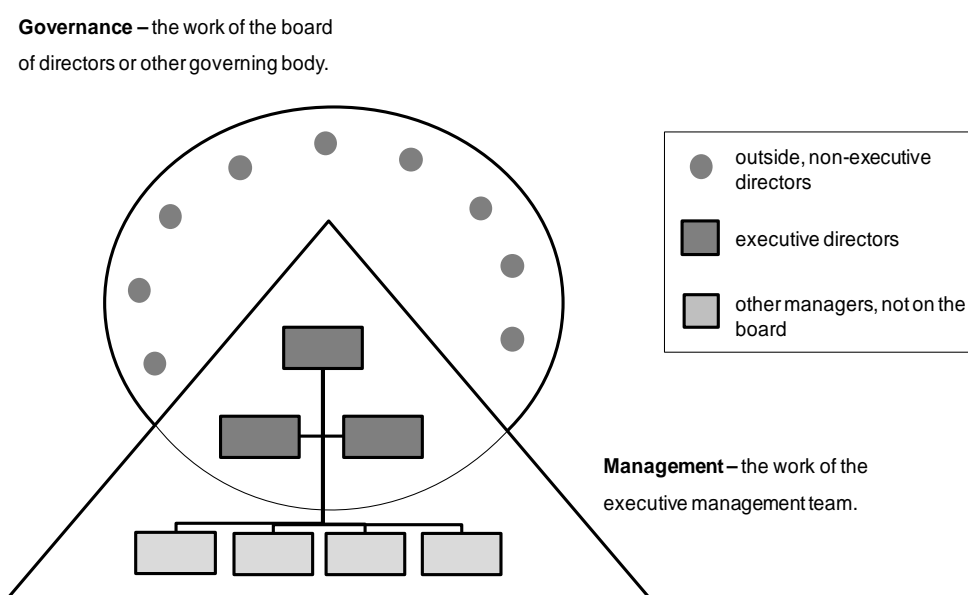 Governance – the work of the board
of directors or other governing body.
outside, non-executive
directors
executive directors
other managers, not on the
board
Management – the work of the
executive management team.